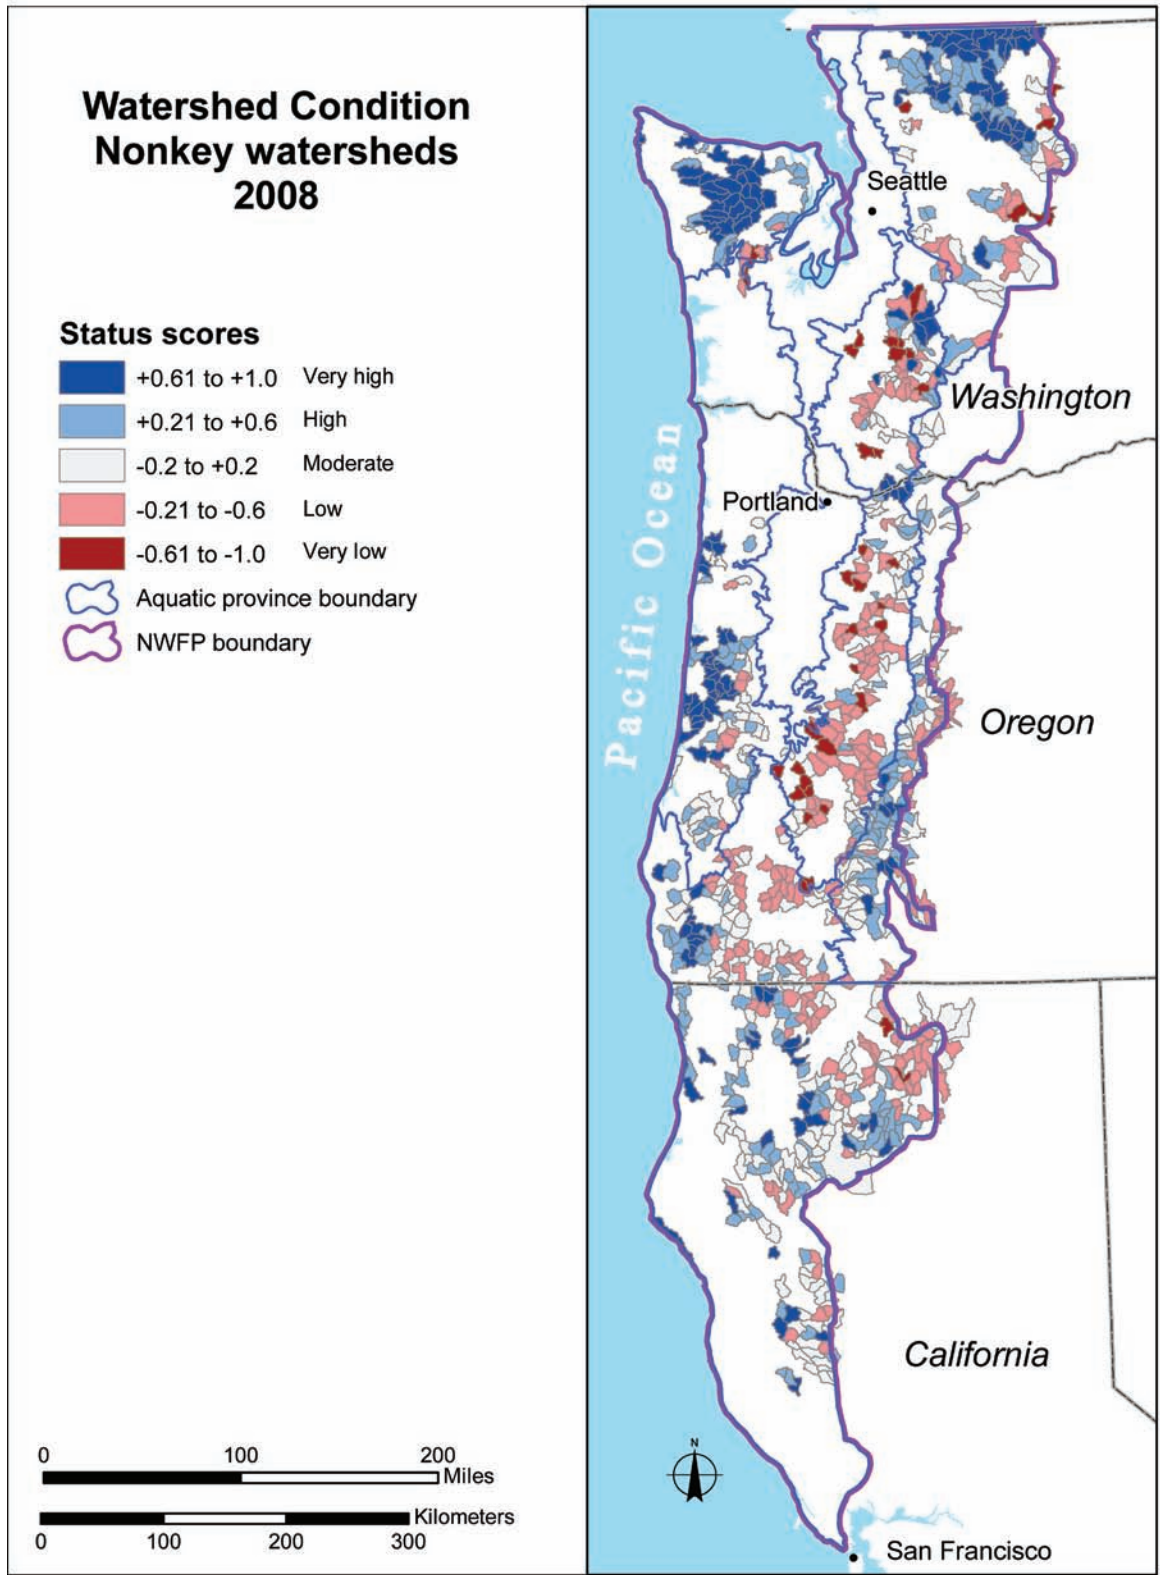 Watershed Condition
Nonkey watersheds
2008
Status scores
+0.61 to +1.0 Very high
+0.21 to +0.6 High
-0.2 to +0.2 Moderate
-0.21 to -0.6 Low
-0.61 to -1.0 Very low
Aquatic province boundary
NWFP boundary
0 100 200
Miles
Kilometers
0 100 200 300
Seattle
Washington
Portland
Pacific Ocean
Oregon
California
N
San Francisco